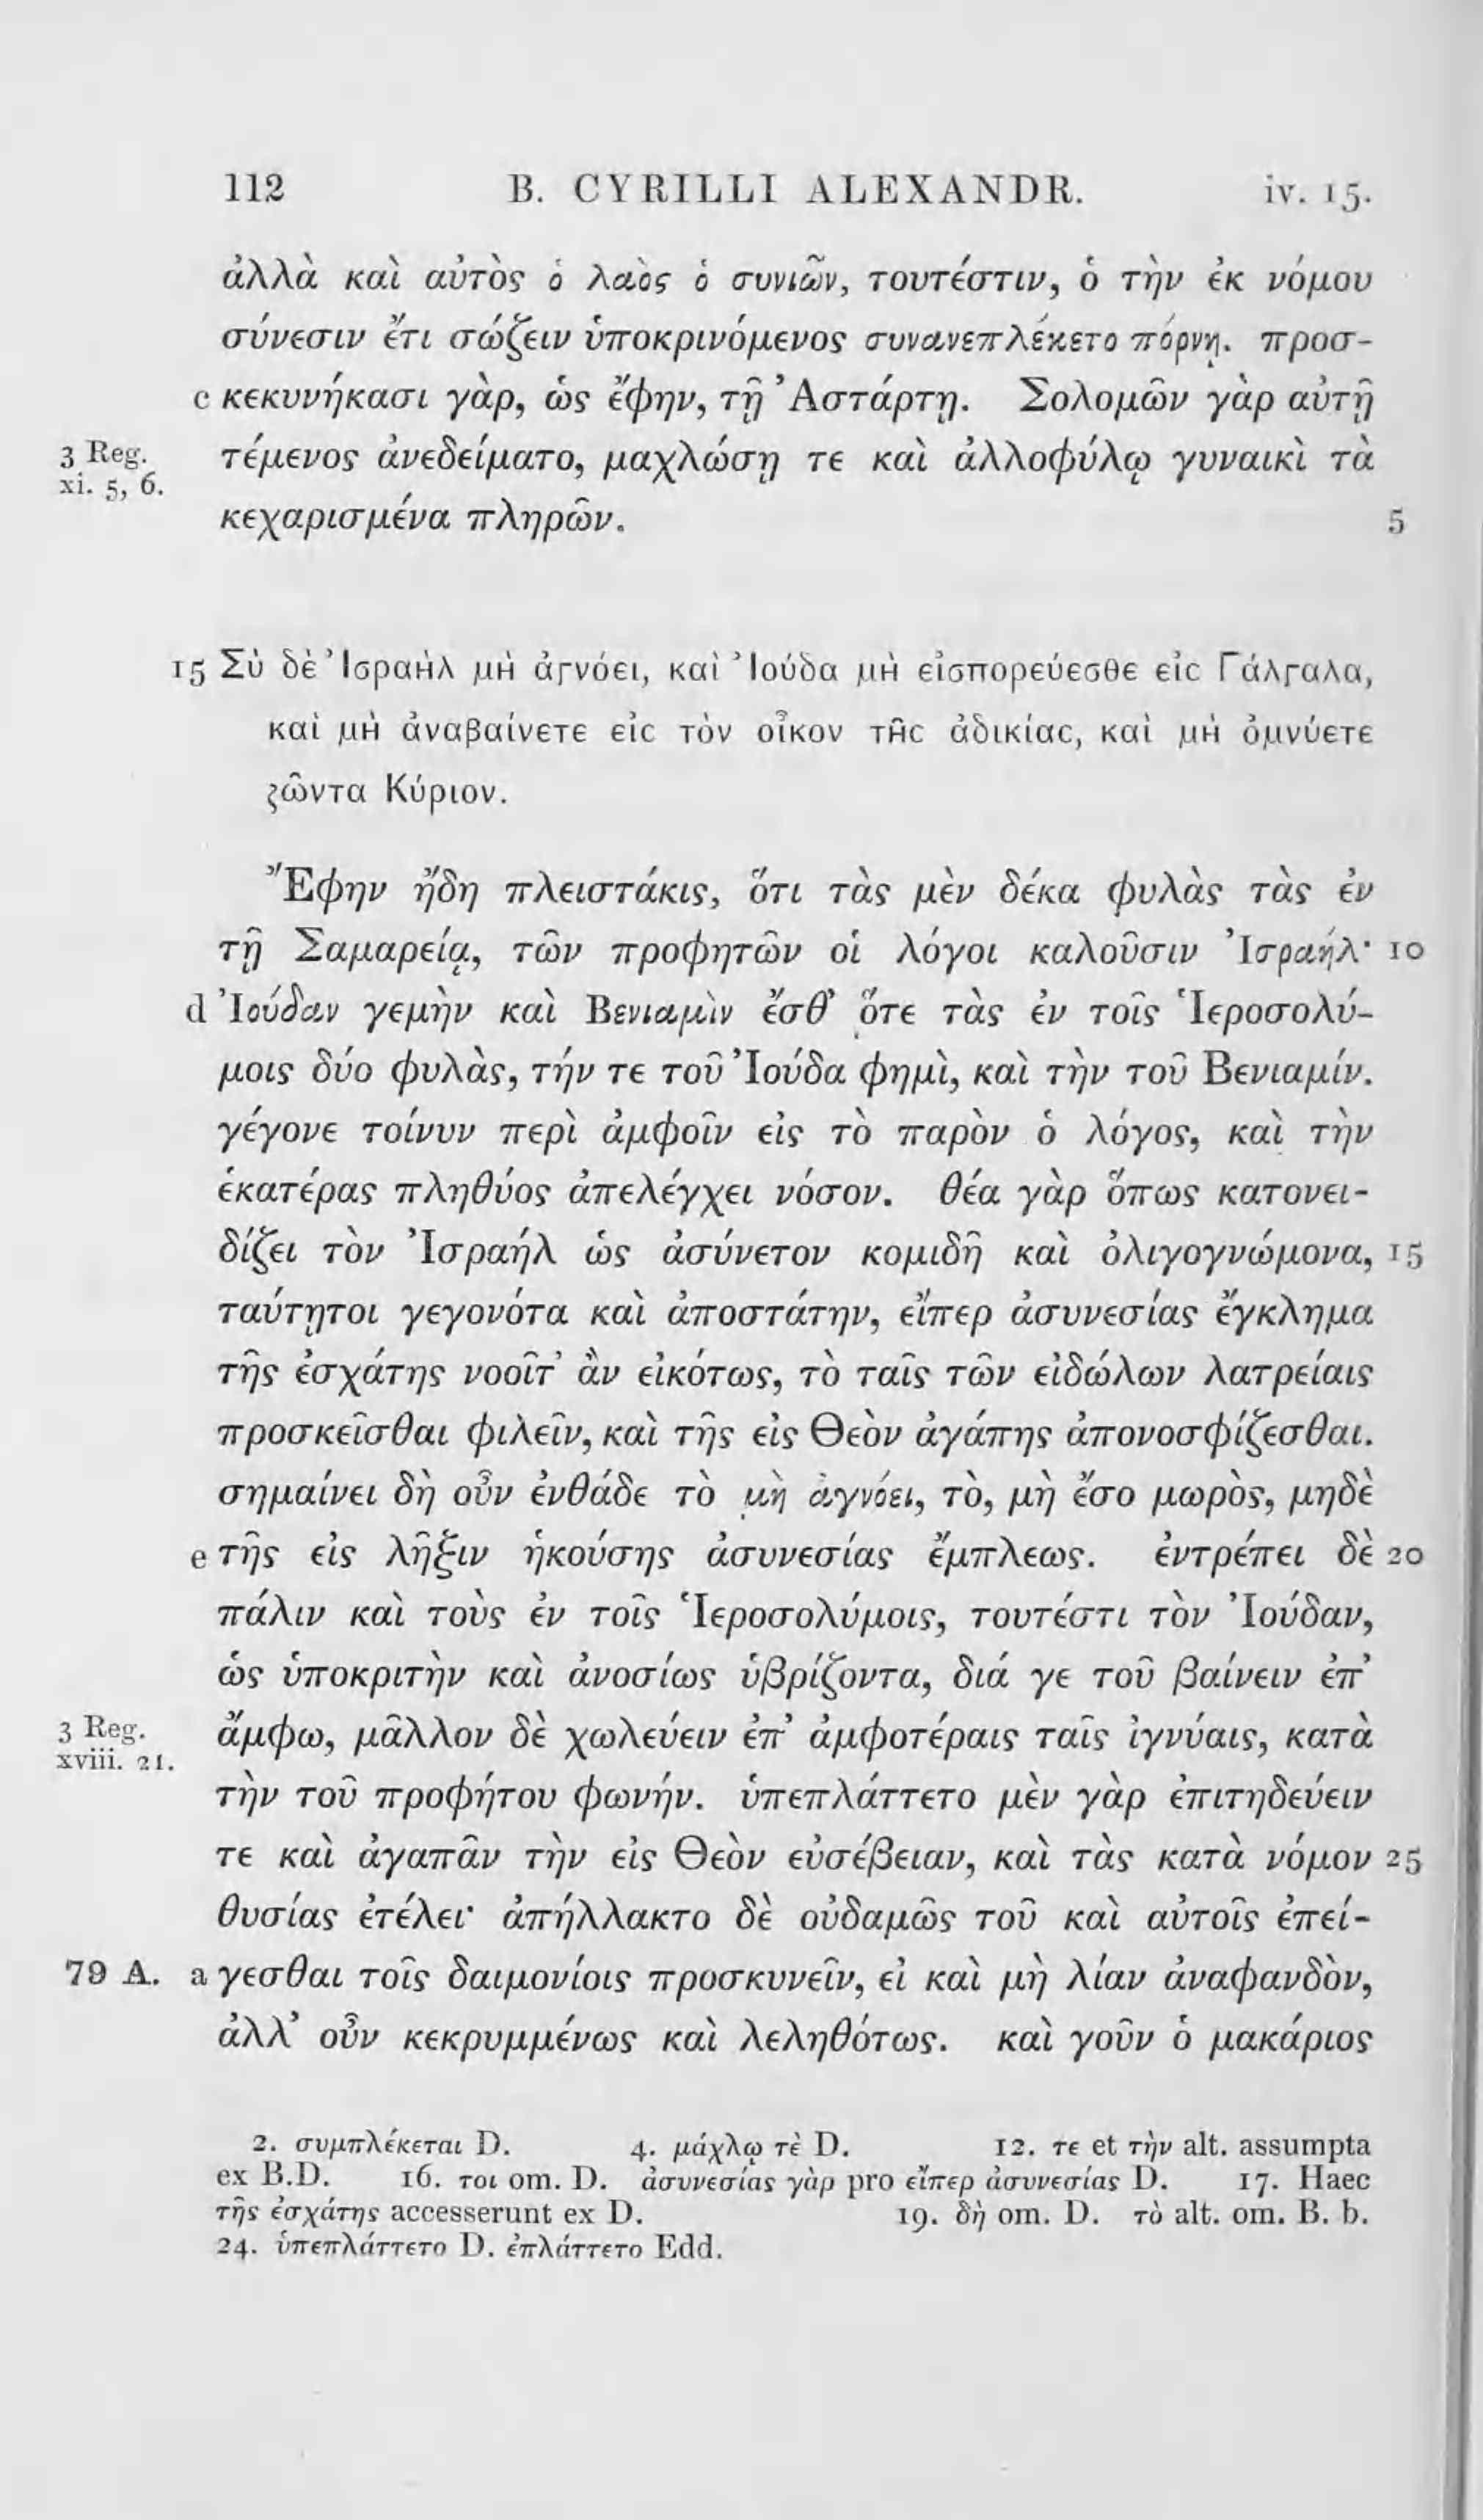 112 B. CYRILLI ALEXANDR. iv. 15.
ἀλλὰ καὶ αὐτὸς ὁ λαὸς ὁ συνιῶν, τουτέστιν, ὁ τὴν ἐκ νόμου
σύνεσιν ἔτι σώζειν ὑποκρινόμενος συνανεπλέκετο πόρνῃ. προσ-
c κεκυνήκασι γὰρ, ὡς ἔφην, τῇ Ἀστάρτῃ. Σολομῶν γὰρ αὐτῇ
3 Reg. xi. 5, 6. τέμενος ἀνεδείματο, μαχλώσῃ τε καὶ ἀλλοφύλῳ γυναικὶ τὰ
κεχαρισμένα πληρῶν. 5
15 Σὺ δὲ Ἰσραὴλ μὴ ἀγνόει, καὶ Ἰούδα μὴ εἰσπορεύεσθε εἰς Γάλγαλα,
καὶ μὴ ἀναβαίνετε εἰς τὸν οἶκον τῆς ἀδικίας, καὶ μὴ ὀμνύετε
ζῶντα Κύριον.
Ἔφην ἤδη πλειστάκις, ὅτι τὰς μὲν δέκα φυλὰς τὰς ἐν
τῇ Σαμαρείᾳ, τῶν προφητῶν οἱ λόγοι καλοῦσιν Ἰσραήλ· 10
d Ἰούδαν γεμὴν καὶ Βενιαμὶν ἔσθ' ὅτε τὰς ἐν τοῖς Ἱεροσολύ-
μοις δύο φυλὰς, τήν τε τοῦ Ἰούδα φημὶ, καὶ τὴν τοῦ Βενιαμίν.
γέγονε τοίνυν περὶ ἀμφοῖν εἰς τὸ παρὸν ὁ λόγος, καὶ τὴν
ἑκατέρας πληθύος ἀπελέγχει νόσον. θέα γὰρ ὅπως κατονει-
δίζει τὸν Ἰσραὴλ ὡς ἀσύνετον κομιδῆ καὶ ὀλιγογνώμονα, 15
ταύτῃτοι γεγονότα καὶ ἀποστάτην, εἴπερ ἀσυνεσίας ἔγκλημα
τῆς ἐσχάτης νοοῖτ' ἂν εἰκότως, τὸ ταῖς τῶν εἰδώλων λατρείαις
προσκεῖσθαι φιλεῖν, καὶ τῆς εἰς Θεὸν ἀγάπης ἀπονοσφίζεσθαι.
σημαίνει δὴ οὖν ἐνθάδε τὸ μὴ ἀγνόει, τὸ, μὴ ἔσο μωρὸς, μηδὲ
e τῆς εἰς λῆξιν ἡκούσης ἀσυνεσίας ἔμπλεως. ἐντρέπει δὲ 20
πάλιν καὶ τοὺς ἐν τοῖς Ἱεροσολύμοις, τουτέστι τὸν Ἰούδαν,
ὡς ὑποκριτὴν καὶ ἀνοσίως ὑβρίζοντα, διά γε τοῦ βαίνειν ἐπ'
3 Reg. xviii. 21. ἄμφω, μᾶλλον δὲ χωλεύειν ἐπ' ἀμφοτέραις ταῖς ἰγνύαις, κατὰ
τὴν τοῦ προφήτου φωνήν. ὑπεπλάττετο μὲν γὰρ ἐπιτηδεύειν
τε καὶ ἀγαπᾶν τὴν εἰς Θεὸν εὐσέβειαν, καὶ τὰς κατὰ νόμον 25
θυσίας ἐτέλει· ἀπήλλακτο δὲ οὐδαμῶς τοῦ καὶ αὐτοῖς ἐπεί-
79 A. a γεσθαι τοῖς δαιμονίοις προσκυνεῖν, εἰ καὶ μὴ λίαν ἀναφανδὸν,
ἀλλ' οὖν κεκρυμμένως καὶ λεληθότως. καὶ γοῦν ὁ μακάριος
2. συμπλέκεται D. 4. μάχλῳ τὲ D. 12. τε et τὴν alt. assumpta
ex B.D. 16. τοι om. D. ἀσυνεσίας γὰρ pro εἴπερ ἀσυνεσίας D. 17. Haec
τῆς ἐσχάτης accesserunt ex D. 19. δὴ om. D. τὸ alt. om. B. b.
24. ὑπεπλάττετο D. ἐπλάττετο Edd.